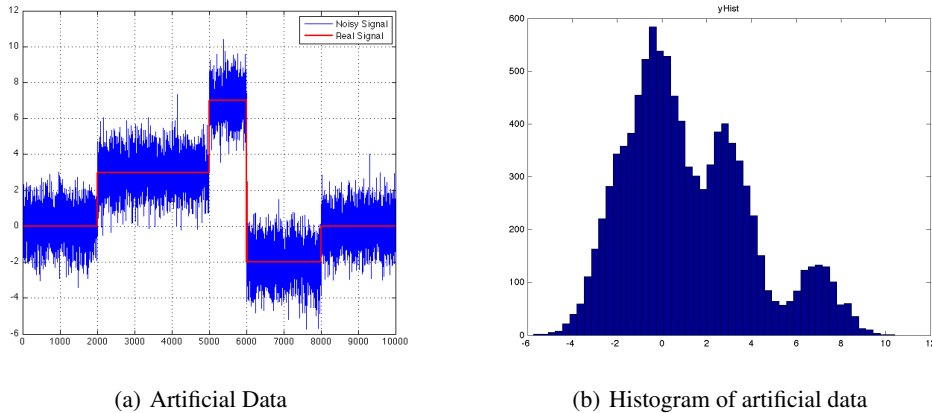 Noisy Signal
Real Signal
12
10
8
6
4
2
0
-2
-4
-6
0 1000 2000 3000 4000 5000 6000 7000 8000 9000 10000
(a) Artificial Data
yHist
600
500
400
300
200
100
0
-6 -4 -2 0 2 4 6 8 10 12
(b) Histogram of artificial data